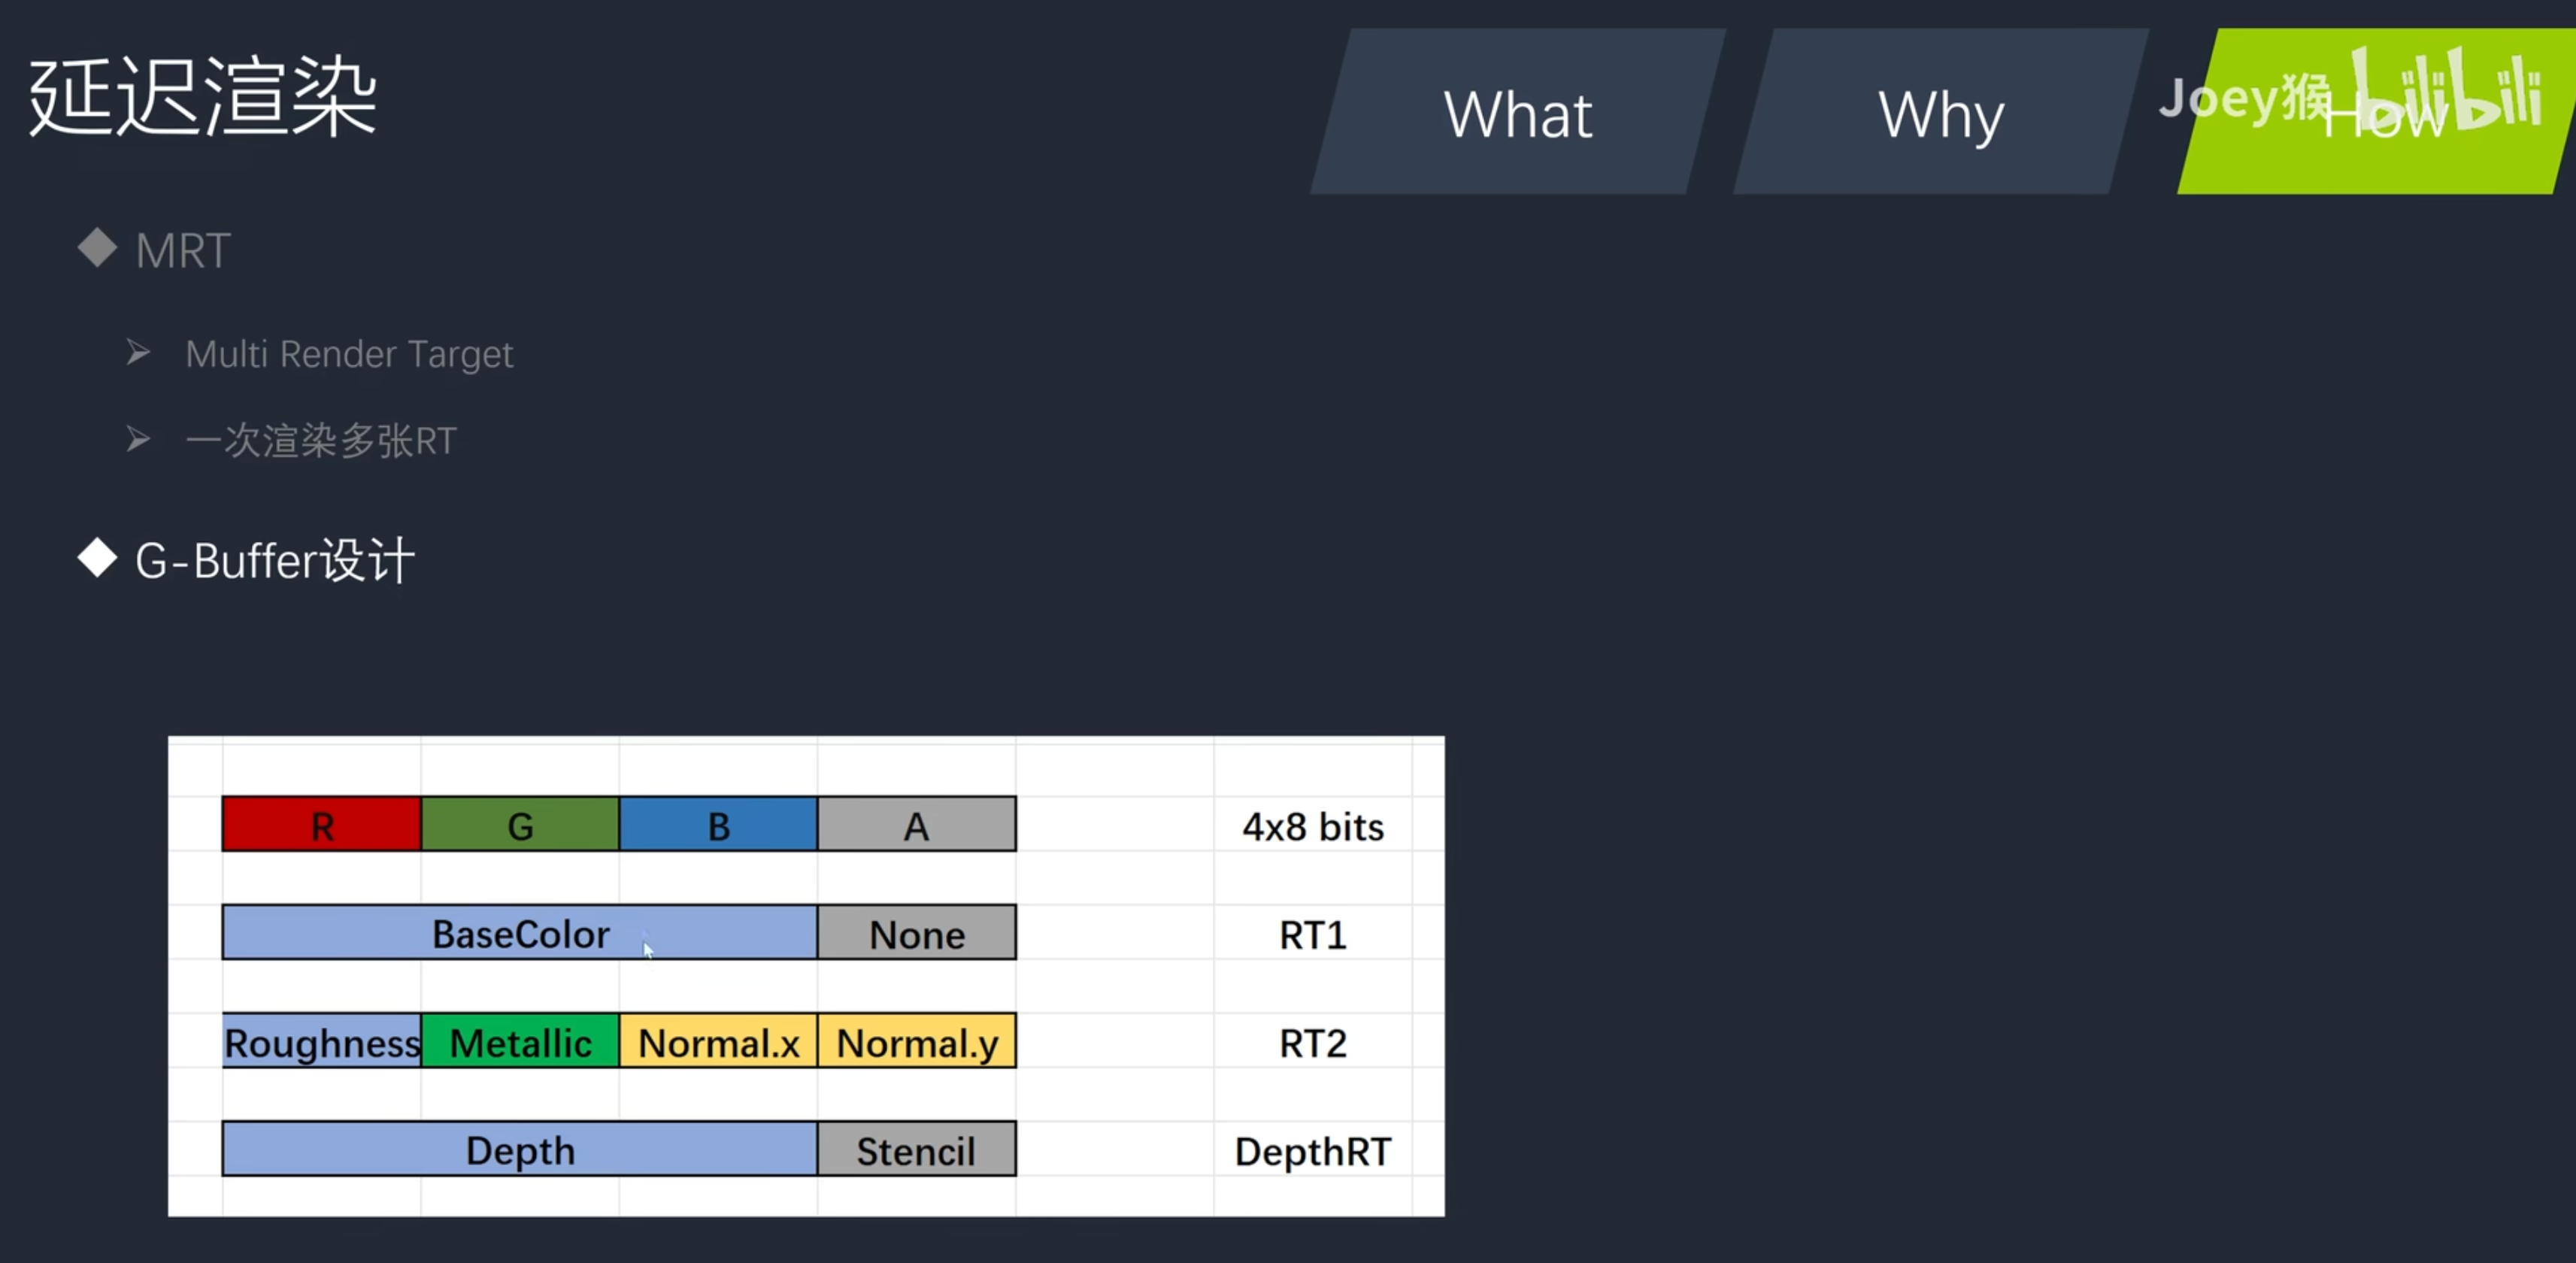 延迟渲染
What
Why
How
Joey猴 bilibili
MRT
Multi Render Target
一次渲染多张RT
G-Buffer设计
R G B A 4x8 bits
BaseColor None RT1
Roughness Metallic Normal.x Normal.y RT2
Depth Stencil DepthRT